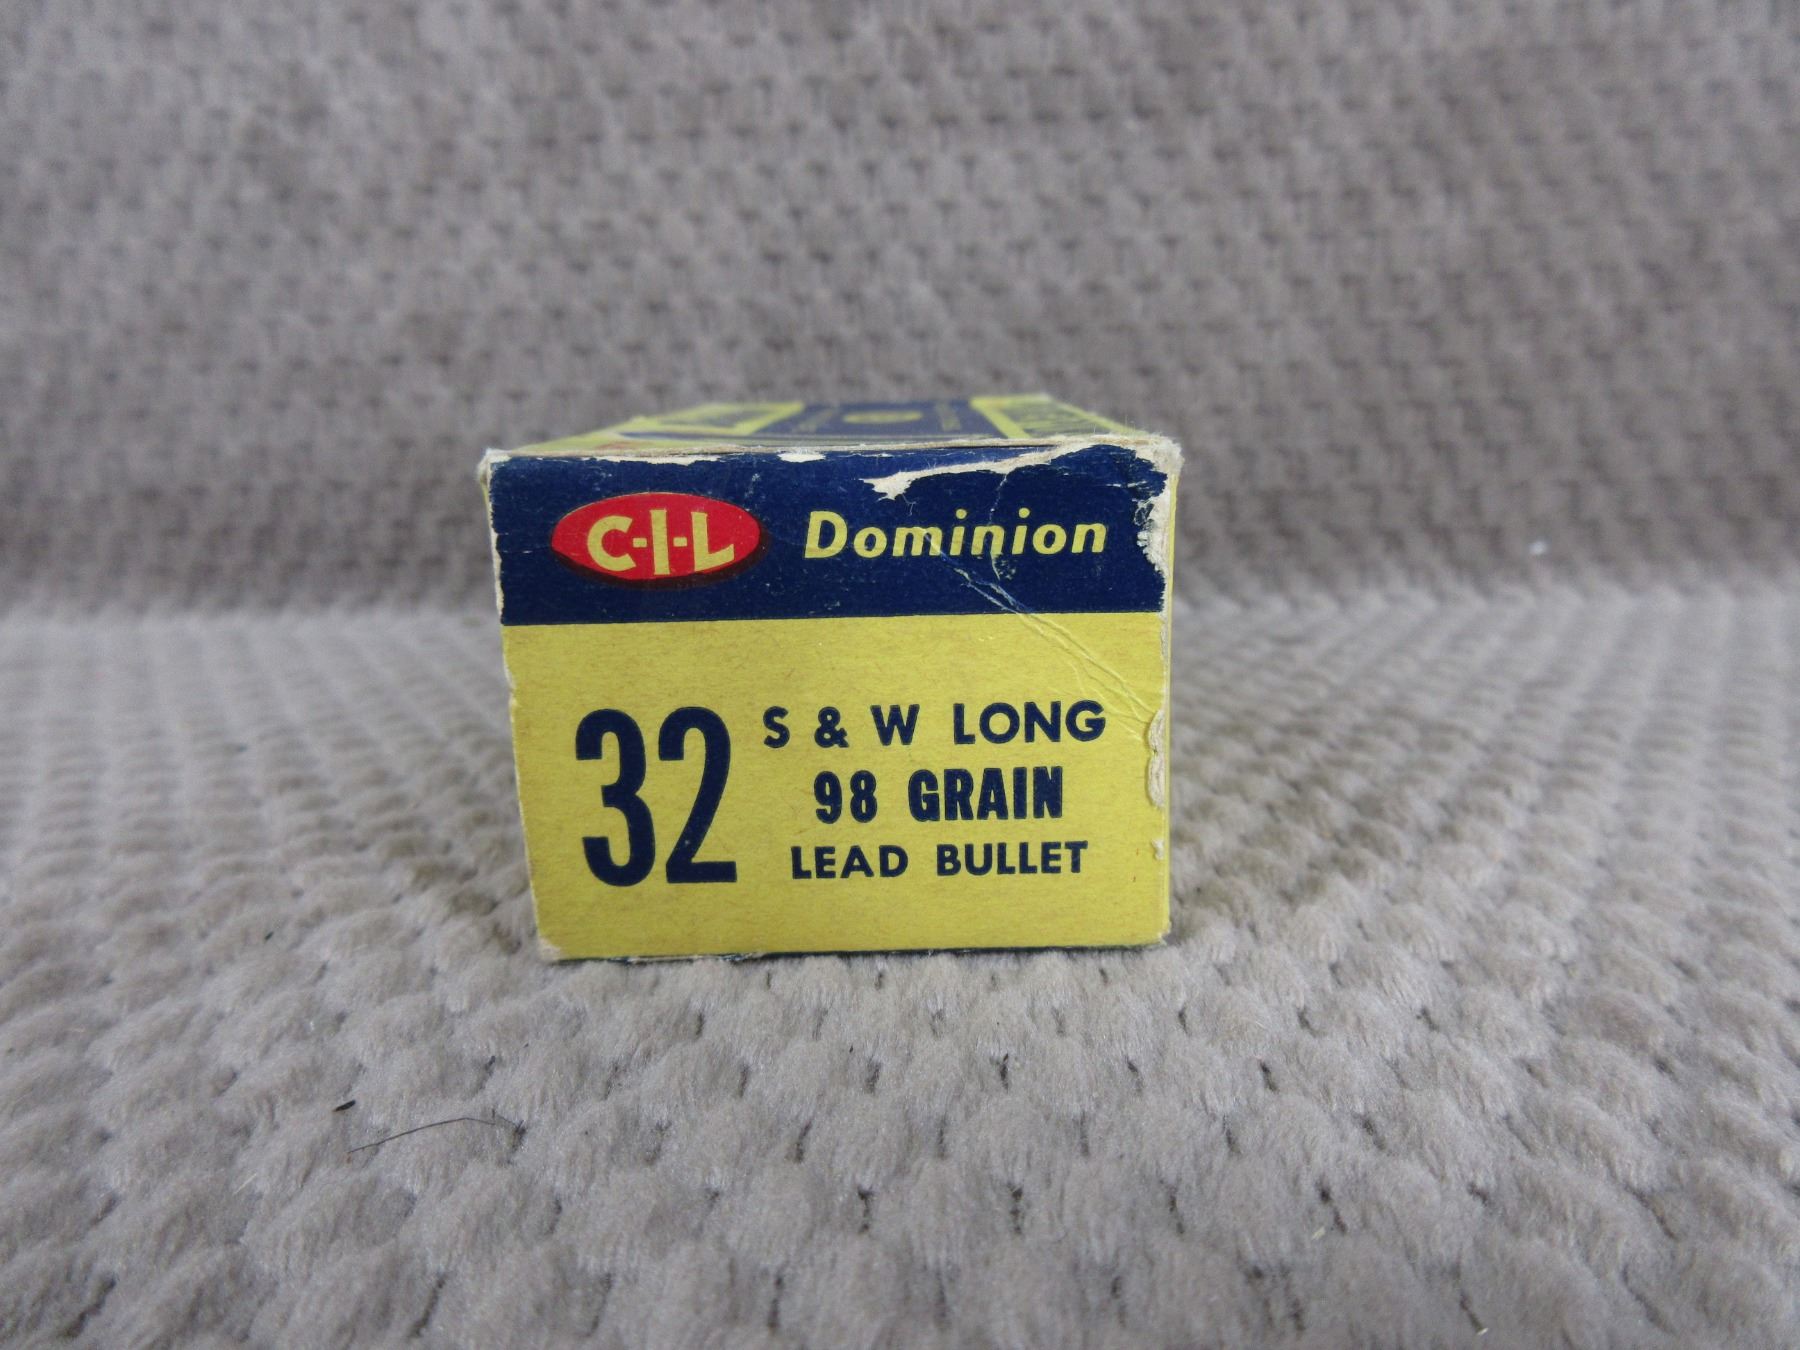 C-I-L Dominion
32 S & W LONG
98 GRAIN
LEAD BULLET